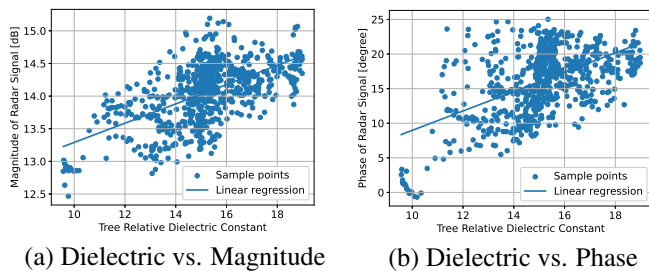 Magnitude of Radar Signal [dB]
15.0
14.5
14.0
13.5
13.0
12.5
10 12 14 16 18
Tree Relative Dielectric Constant
Sample points
Linear regression
(a) Dielectric vs. Magnitude
Phase of Radar Signal [degree]
25
20
15
10
5
0
10 12 14 16 18
Tree Relative Dielectric Constant
Sample points
Linear regression
(b) Dielectric vs. Phase